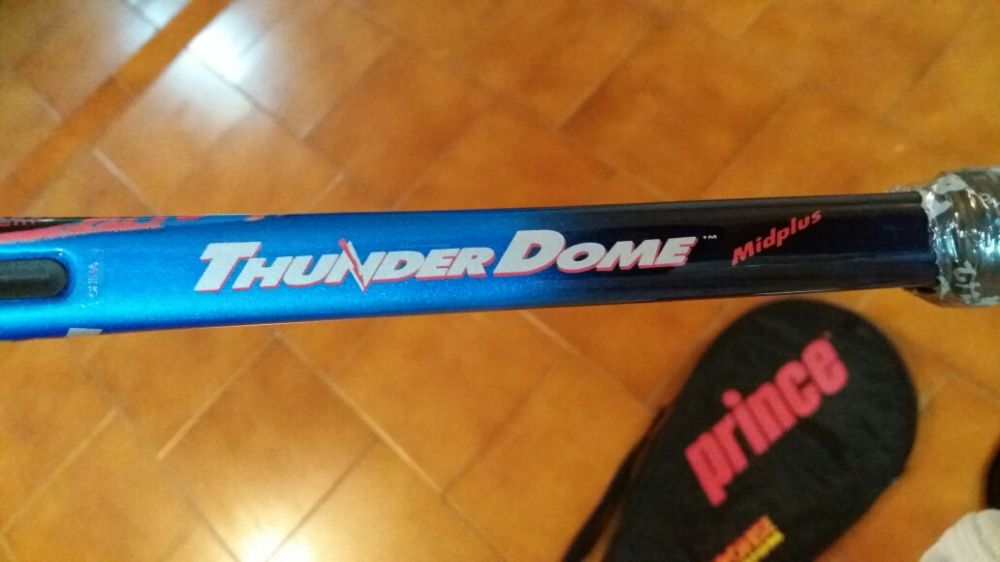 THUNDER DOME™
Midplus
prince